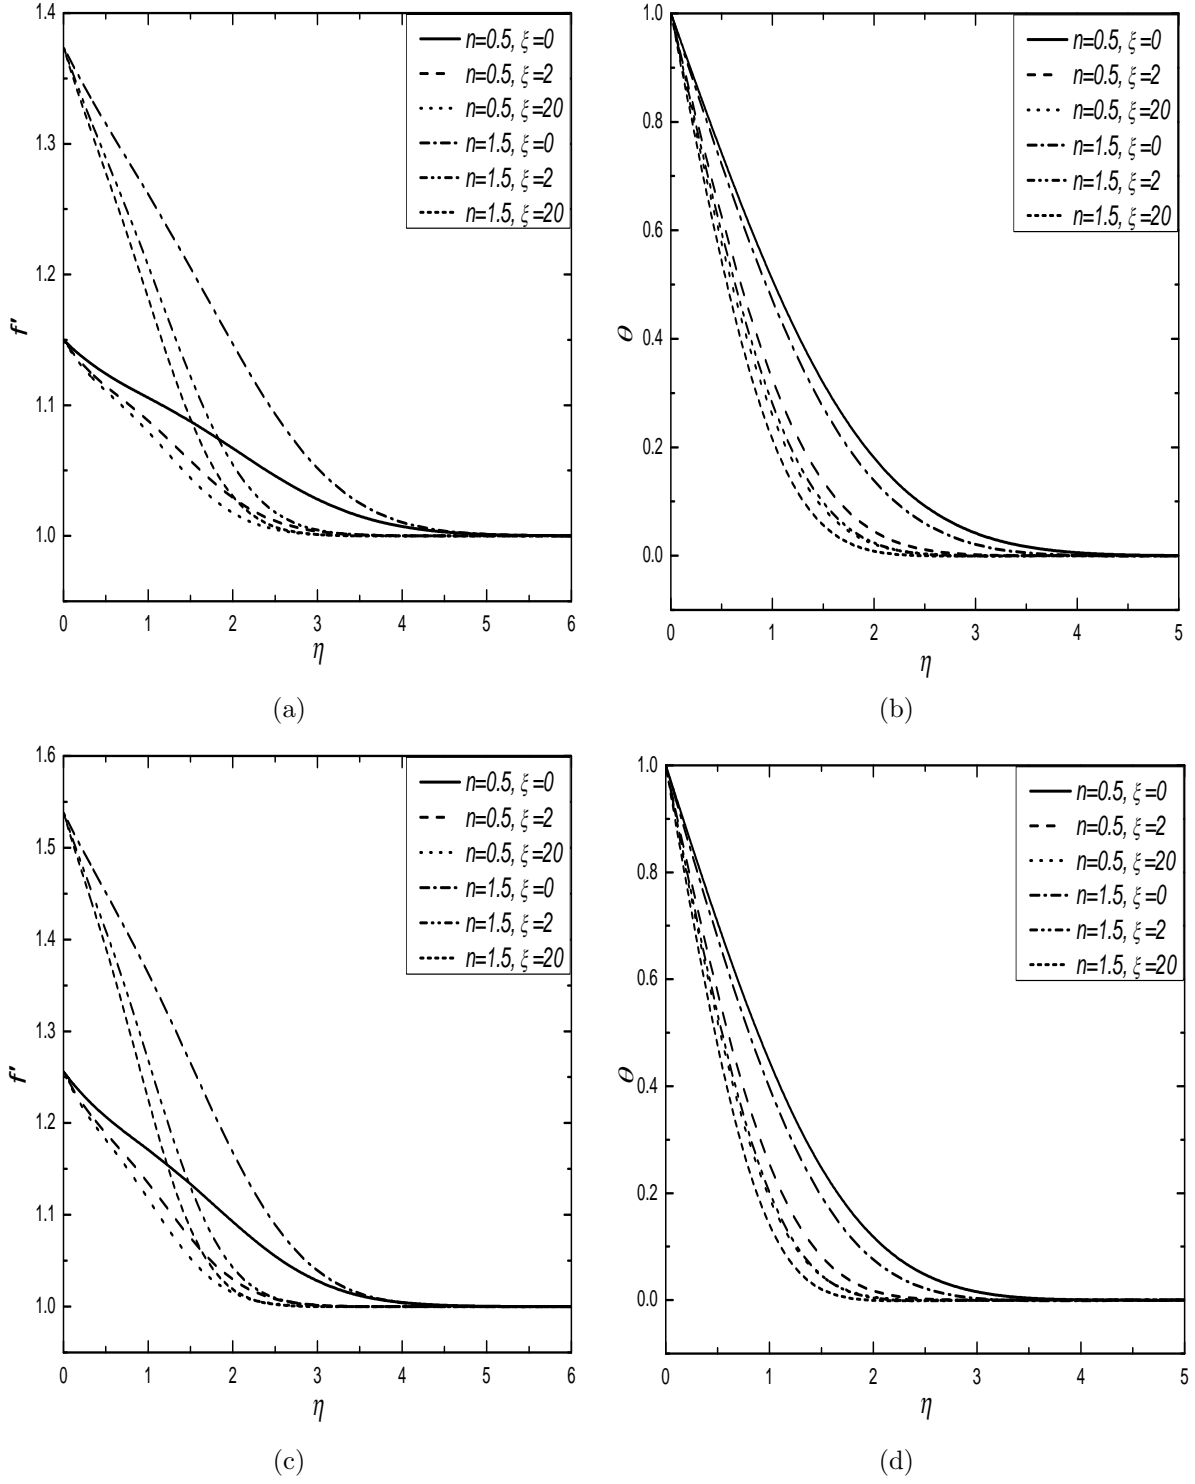 1.4
1.3
1.2
1.1
1.0
f'
0 1 2 3 4 5 6
η
n=0.5, ξ=0
n=0.5, ξ=2
n=0.5, ξ=20
n=1.5, ξ=0
n=1.5, ξ=2
n=1.5, ξ=20
(a)
1.0
0.8
0.6
0.4
0.2
0.0
θ
0 1 2 3 4 5
η
n=0.5, ξ=0
n=0.5, ξ=2
n=0.5, ξ=20
n=1.5, ξ=0
n=1.5, ξ=2
n=1.5, ξ=20
(b)
1.6
1.5
1.4
1.3
1.2
1.1
1.0
f'
0 1 2 3 4 5 6
η
n=0.5, ξ=0
n=0.5, ξ=2
n=0.5, ξ=20
n=1.5, ξ=0
n=1.5, ξ=2
n=1.5, ξ=20
(c)
1.0
0.8
0.6
0.4
0.2
0.0
θ
0 1 2 3 4 5
η
n=0.5, ξ=0
n=0.5, ξ=2
n=0.5, ξ=20
n=1.5, ξ=0
n=1.5, ξ=2
n=1.5, ξ=20
(d)